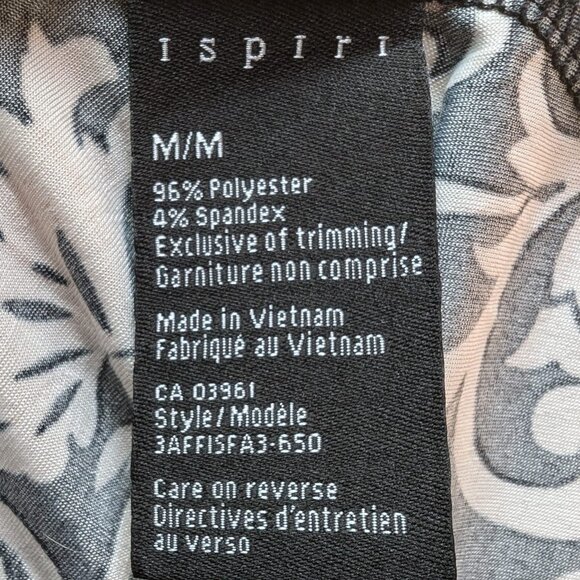 ispiri
M/M
96% Polyester
4% Spandex
Exclusive of trimming/
Garniture non comprise
Made in Vietnam
Fabriqué au Vietnam
CA 03961
Style/Modèle
3AFFISFA3-650
Care on reverse
Directives d'entretien
au verso